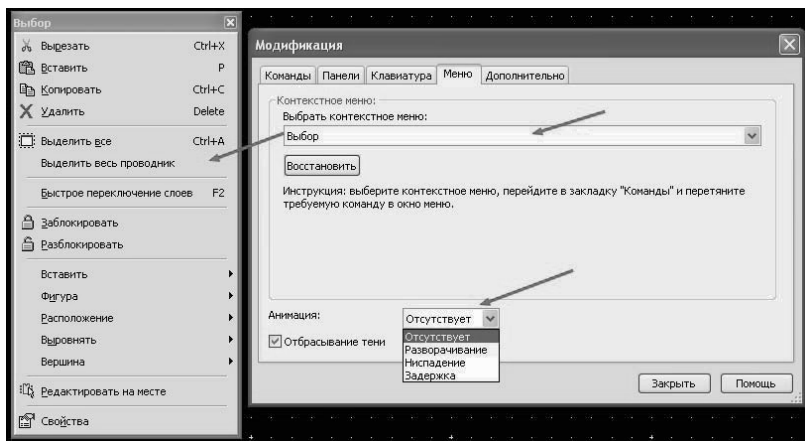 Выбор
Вырезать Ctrl+X
Вставить P
Копировать Ctrl+C
Удалить Delete
Выделить все Ctrl+A
Выделить весь проводник
Быстрое переключение слоев F2
Заблокировать
Разблокировать
Вставить
Фигура
Расположение
Выровнять
Вершина
Редактировать на месте
Свойства
Модификация
Команды Панели Клавиатура Меню Дополнительно
Контекстное меню:
Выбрать контекстное меню:
Выбор
Восстановить
Инструкция: выберите контекстное меню, перейдите в закладку "Команды" и перетяните
требуемую команду в окно меню.
Анимация: Отсутствует
Отсутствует
Разворачивание
Ниспадение
Задержка
Отбрасывание тени
Закрыть Помощь